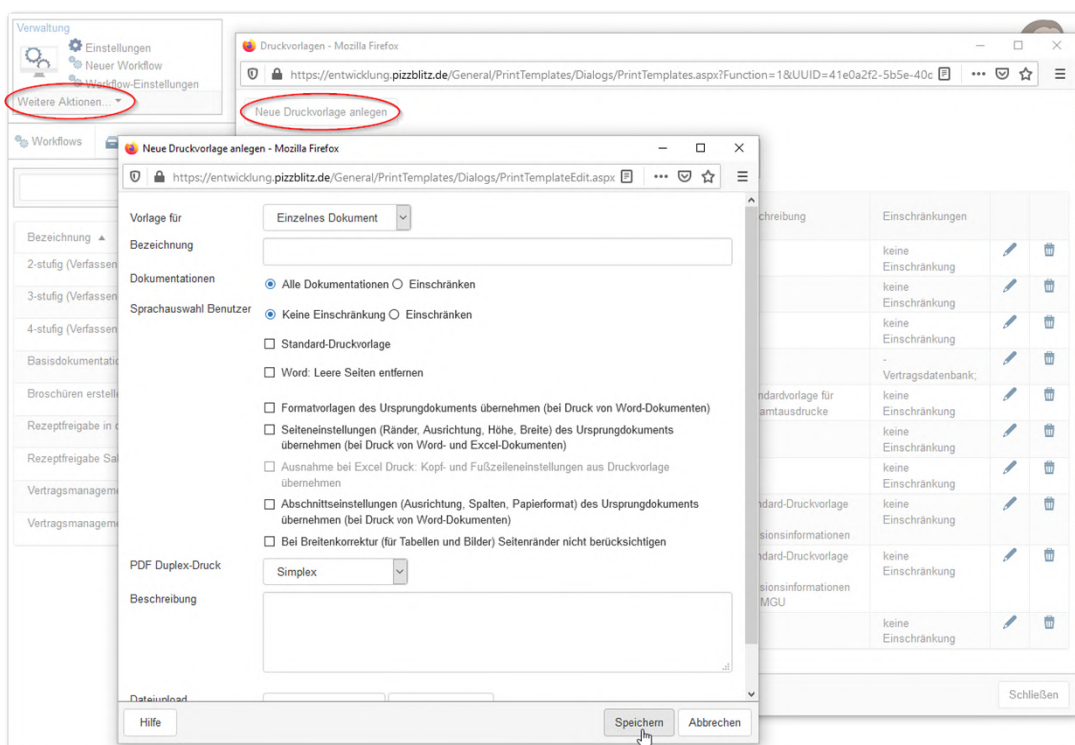 Verwaltung
Einstellungen
Neuer Workflow
Workflow-Einstellungen
Weitere Aktionen...
Workflows
Bezeichnung
2-stufig (Verfassen
3-stufig (Verfassen
4-stufig (Verfassen
Basisdokumentatio
Broschüren erstelle
Rezeptfreigabe in
Rezeptfreigabe Sal
Vertragsmanageme
Vertragsmanageme
Druckvorlagen - Mozilla Firefox
https://entwicklung.pizzblitz.de/General/PrintTemplates/Dialogs/PrintTemplates.aspx?Function=1&UUID=41e0a2f2-5b5e-40c
Neue Druckvorlage anlegen
chreibung Einschränkungen
keine
Einschränkung
keine
Einschränkung
keine
Einschränkung
-
Vertragsdatenbank;
ndardvorlage für keine
amtausdrucke Einschränkung
keine
Einschränkung
keine
Einschränkung
ndard-Druckvorlage keine
Einschränkung
sionsinformationen
ndard-Druckvorlage keine
Einschränkung
sionsinformationen
MGU
keine
Einschränkung
Schließen
Neue Druckvorlage anlegen - Mozilla Firefox
https://entwicklung.pizzblitz.de/General/PrintTemplates/Dialogs/PrintTemplateEdit.aspx
Vorlage für Einzelnes Dokument
Bezeichnung
Dokumentationen Alle Dokumentationen Einschränken
Sprachauswahl Benutzer Keine Einschränkung Einschränken
Standard-Druckvorlage
Word: Leere Seiten entfernen
Formatvorlagen des Ursprungdokuments übernehmen (bei Druck von Word-Dokumenten)
Seiteneinstellungen (Ränder, Ausrichtung, Höhe, Breite) des Ursprungdokuments
übernehmen (bei Druck von Word- und Excel-Dokumenten)
Ausnahme bei Excel Druck: Kopf- und Fußzeileneinstellungen aus Druckvorlage
übernehmen
Abschnittseinstellungen (Ausrichtung, Spalten, Papierformat) des Ursprungdokuments
übernehmen (bei Druck von Word-Dokumenten)
Bei Breitenkorrektur (für Tabellen und Bilder) Seitenränder nicht berücksichtigen
PDF Duplex-Druck Simplex
Beschreibung
Dateiupload
Hilfe Speichern Abbrechen